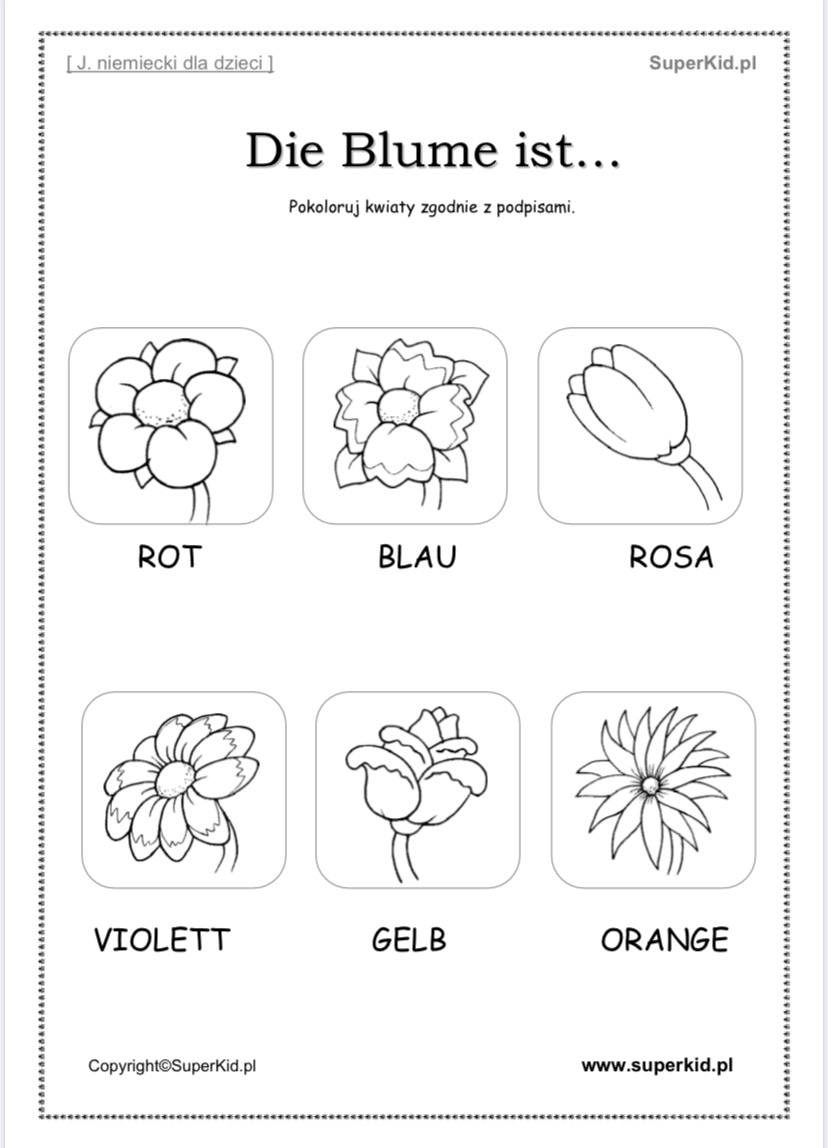 [ J. niemiecki dla dzieci ] SuperKid.pl
Die Blume ist...
Pokoloruj kwiaty zgodnie z podpisami.
ROT BLAU ROSA
VIOLETT GELB ORANGE
Copyright©SuperKid.pl www.superkid.pl